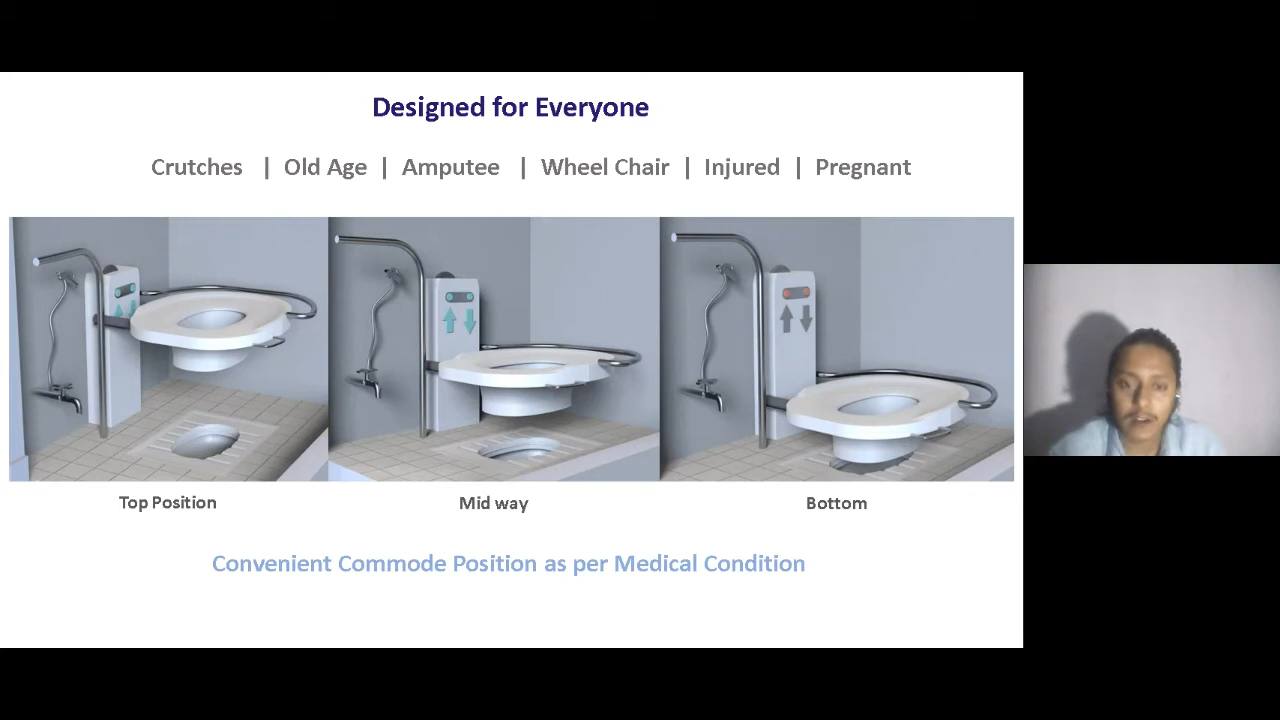 Designed for Everyone
Crutches | Old Age | Amputee | Wheel Chair | Injured | Pregnant
Top Position
Mid way
Bottom
Convenient Commode Position as per Medical Condition